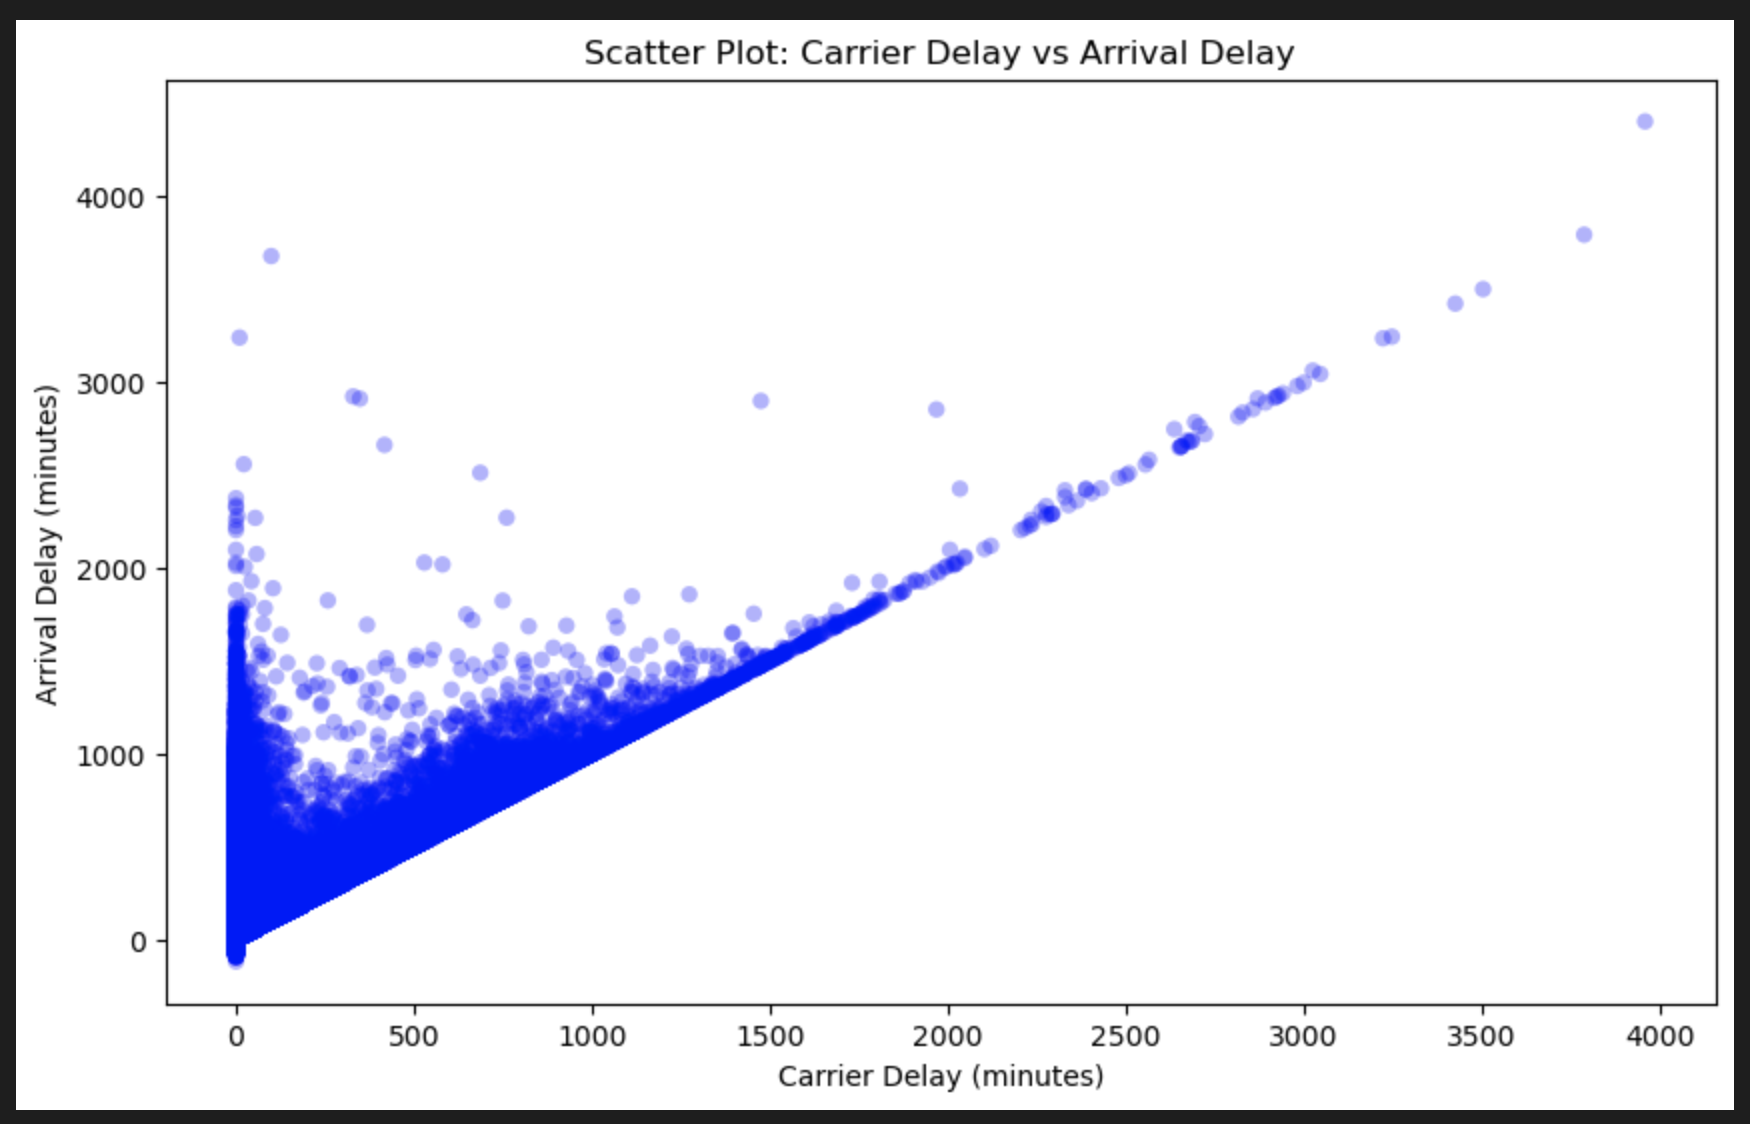 Scatter Plot: Carrier Delay vs Arrival Delay
Arrival Delay (minutes)
4000
3000
2000
1000
0
0 500 1000 1500 2000 2500 3000 3500 4000
Carrier Delay (minutes)